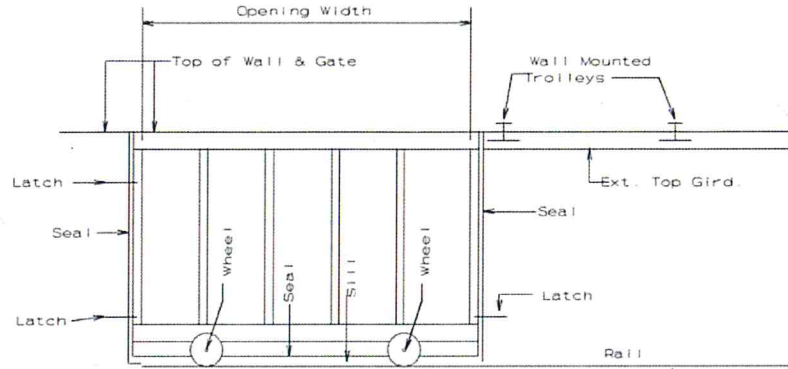 Opening Width
Top of Wall & Gate
Wall Mounted
Trolleys
Latch
Ext. Top Gird.
Seal
Seal
Wheel
Seal
Sill
Wheel
Latch
Latch
Rail